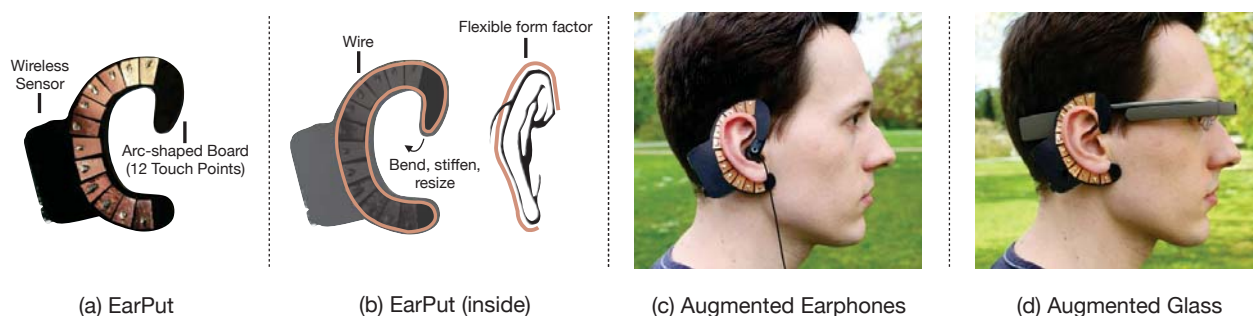 Wireless
Sensor
Arc-shaped Board
(12 Touch Points)
Wire
Flexible form factor
Bend, stiffen,
resize
(a) EarPut
(b) EarPut (inside)
(c) Augmented Earphones
(d) Augmented Glass